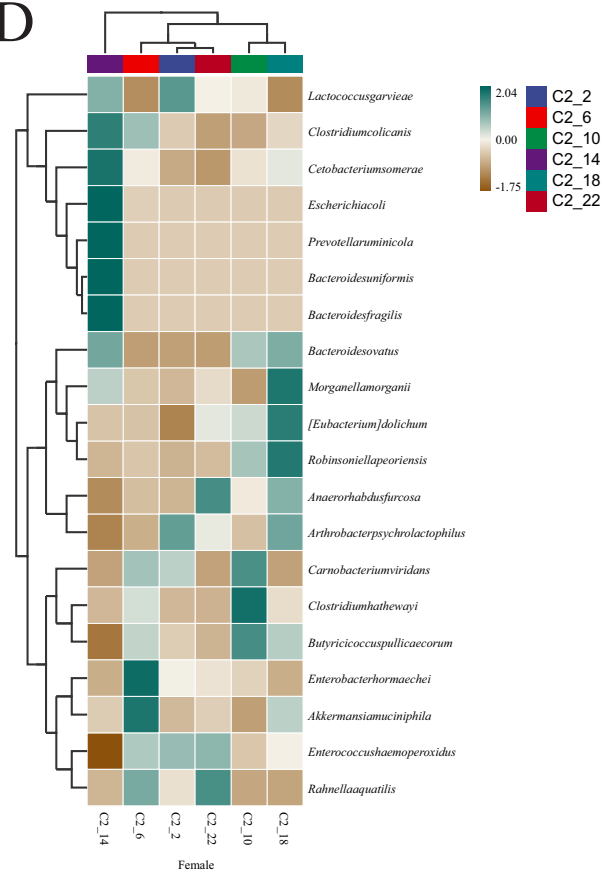 D
Lactococcusgarvieae
Clostridiumcolicanis
Cetobacteriumsomerae
Escherichiacoli
Prevotellaruminicola
Bacteroidesuniformis
Bacteroidesfragilis
Bacteroidesovatus
Morganellamorganii
[Eubacterium]dolichum
Robinsoniellapeoriensis
Anaerorhabdusfurcosa
Arthrobacterpsychrolactophilus
Carnobacteriumviridans
Clostridiumhathewayi
Butyricicoccuspullicaecorum
Enterobacterhormaechei
Akkermansiamuciniphila
Enterococcushaemoperoxidus
Rahnellaaquatilis
2.04
0.00
-1.75
C2_2
C2_6
C2_10
C2_14
C2_18
C2_22
C2_14
C2_6
C2_2
C2_22
C2_10
C2_18
Female